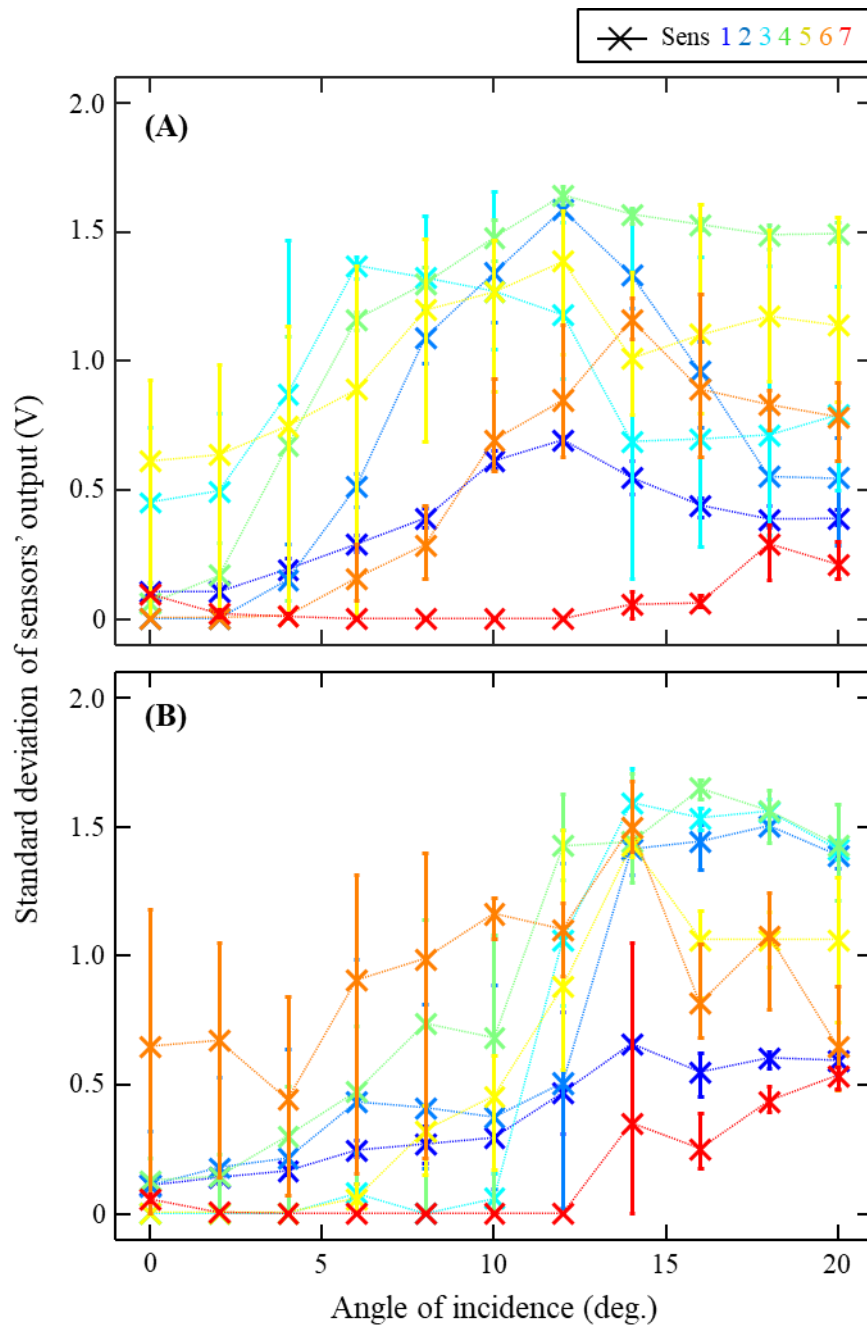 Sens 1 2 3 4 5 6 7
(A)
2.0
1.5
1.0
0.5
0
Standard deviation of sensors' output (V)
(B)
2.0
1.5
1.0
0.5
0
0 5 10 15 20
Angle of incidence (deg.)